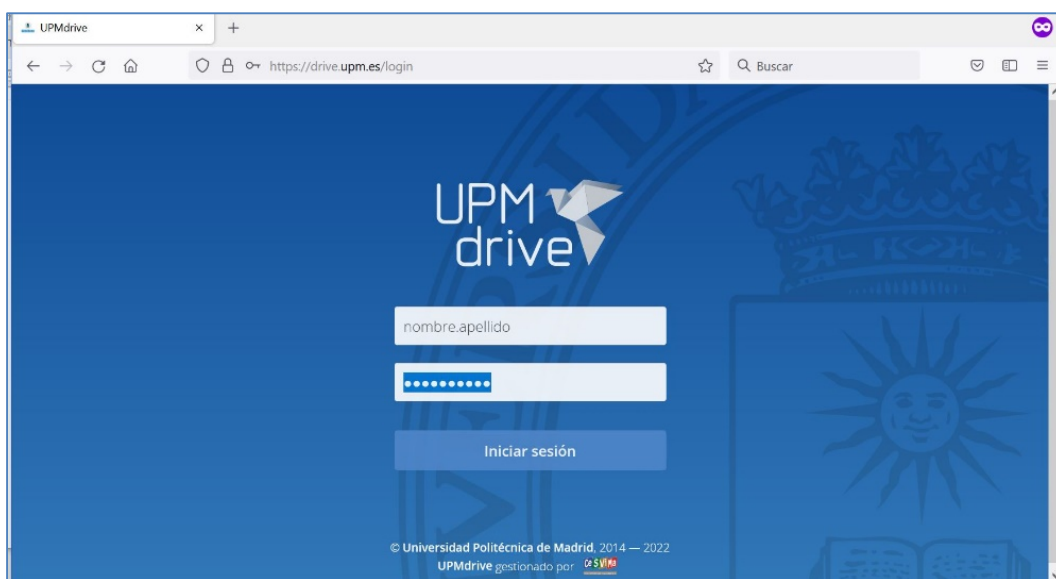 UPMdrive
https://drive.upm.es/login
Buscar
UPM
drive
nombre.apellido
••••••••••
Iniciar sesión
© Universidad Politécnica de Madrid, 2014 — 2022
UPMdrive gestionado por CeSViMa